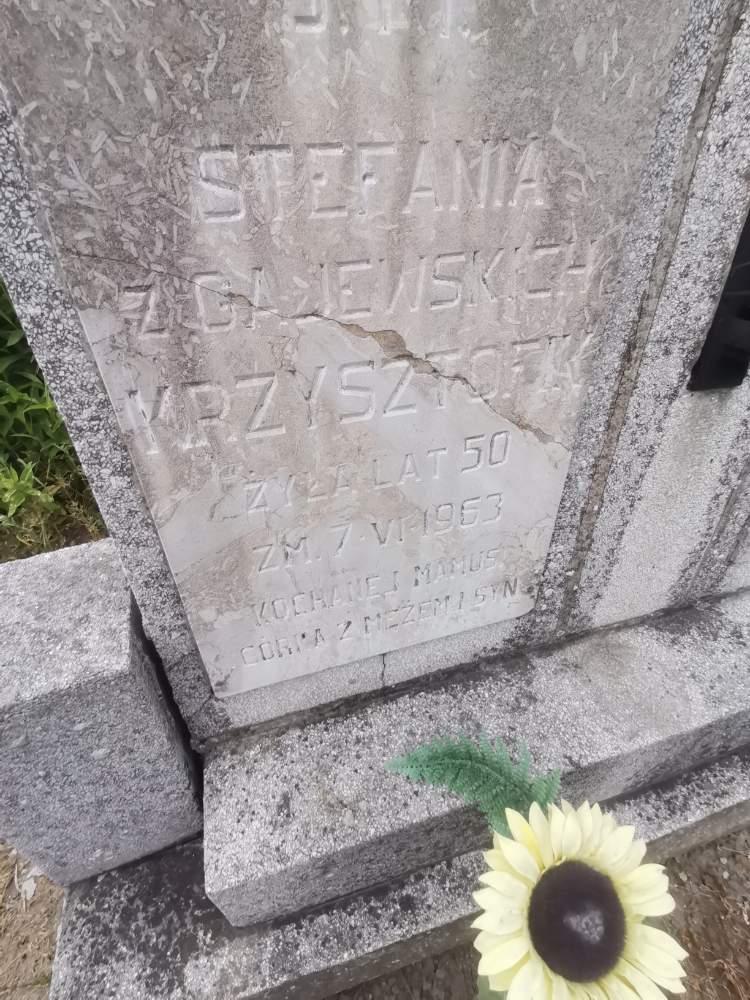 Ś. P.
STEFANIA
Z GAJEWSKICH
KRZYSZTOFIK
ŻYŁA LAT 50
ZM. 7·VI·1963
KOCHANEJ MAMUSI
CÓRKA Z MĘŻEM I SYN